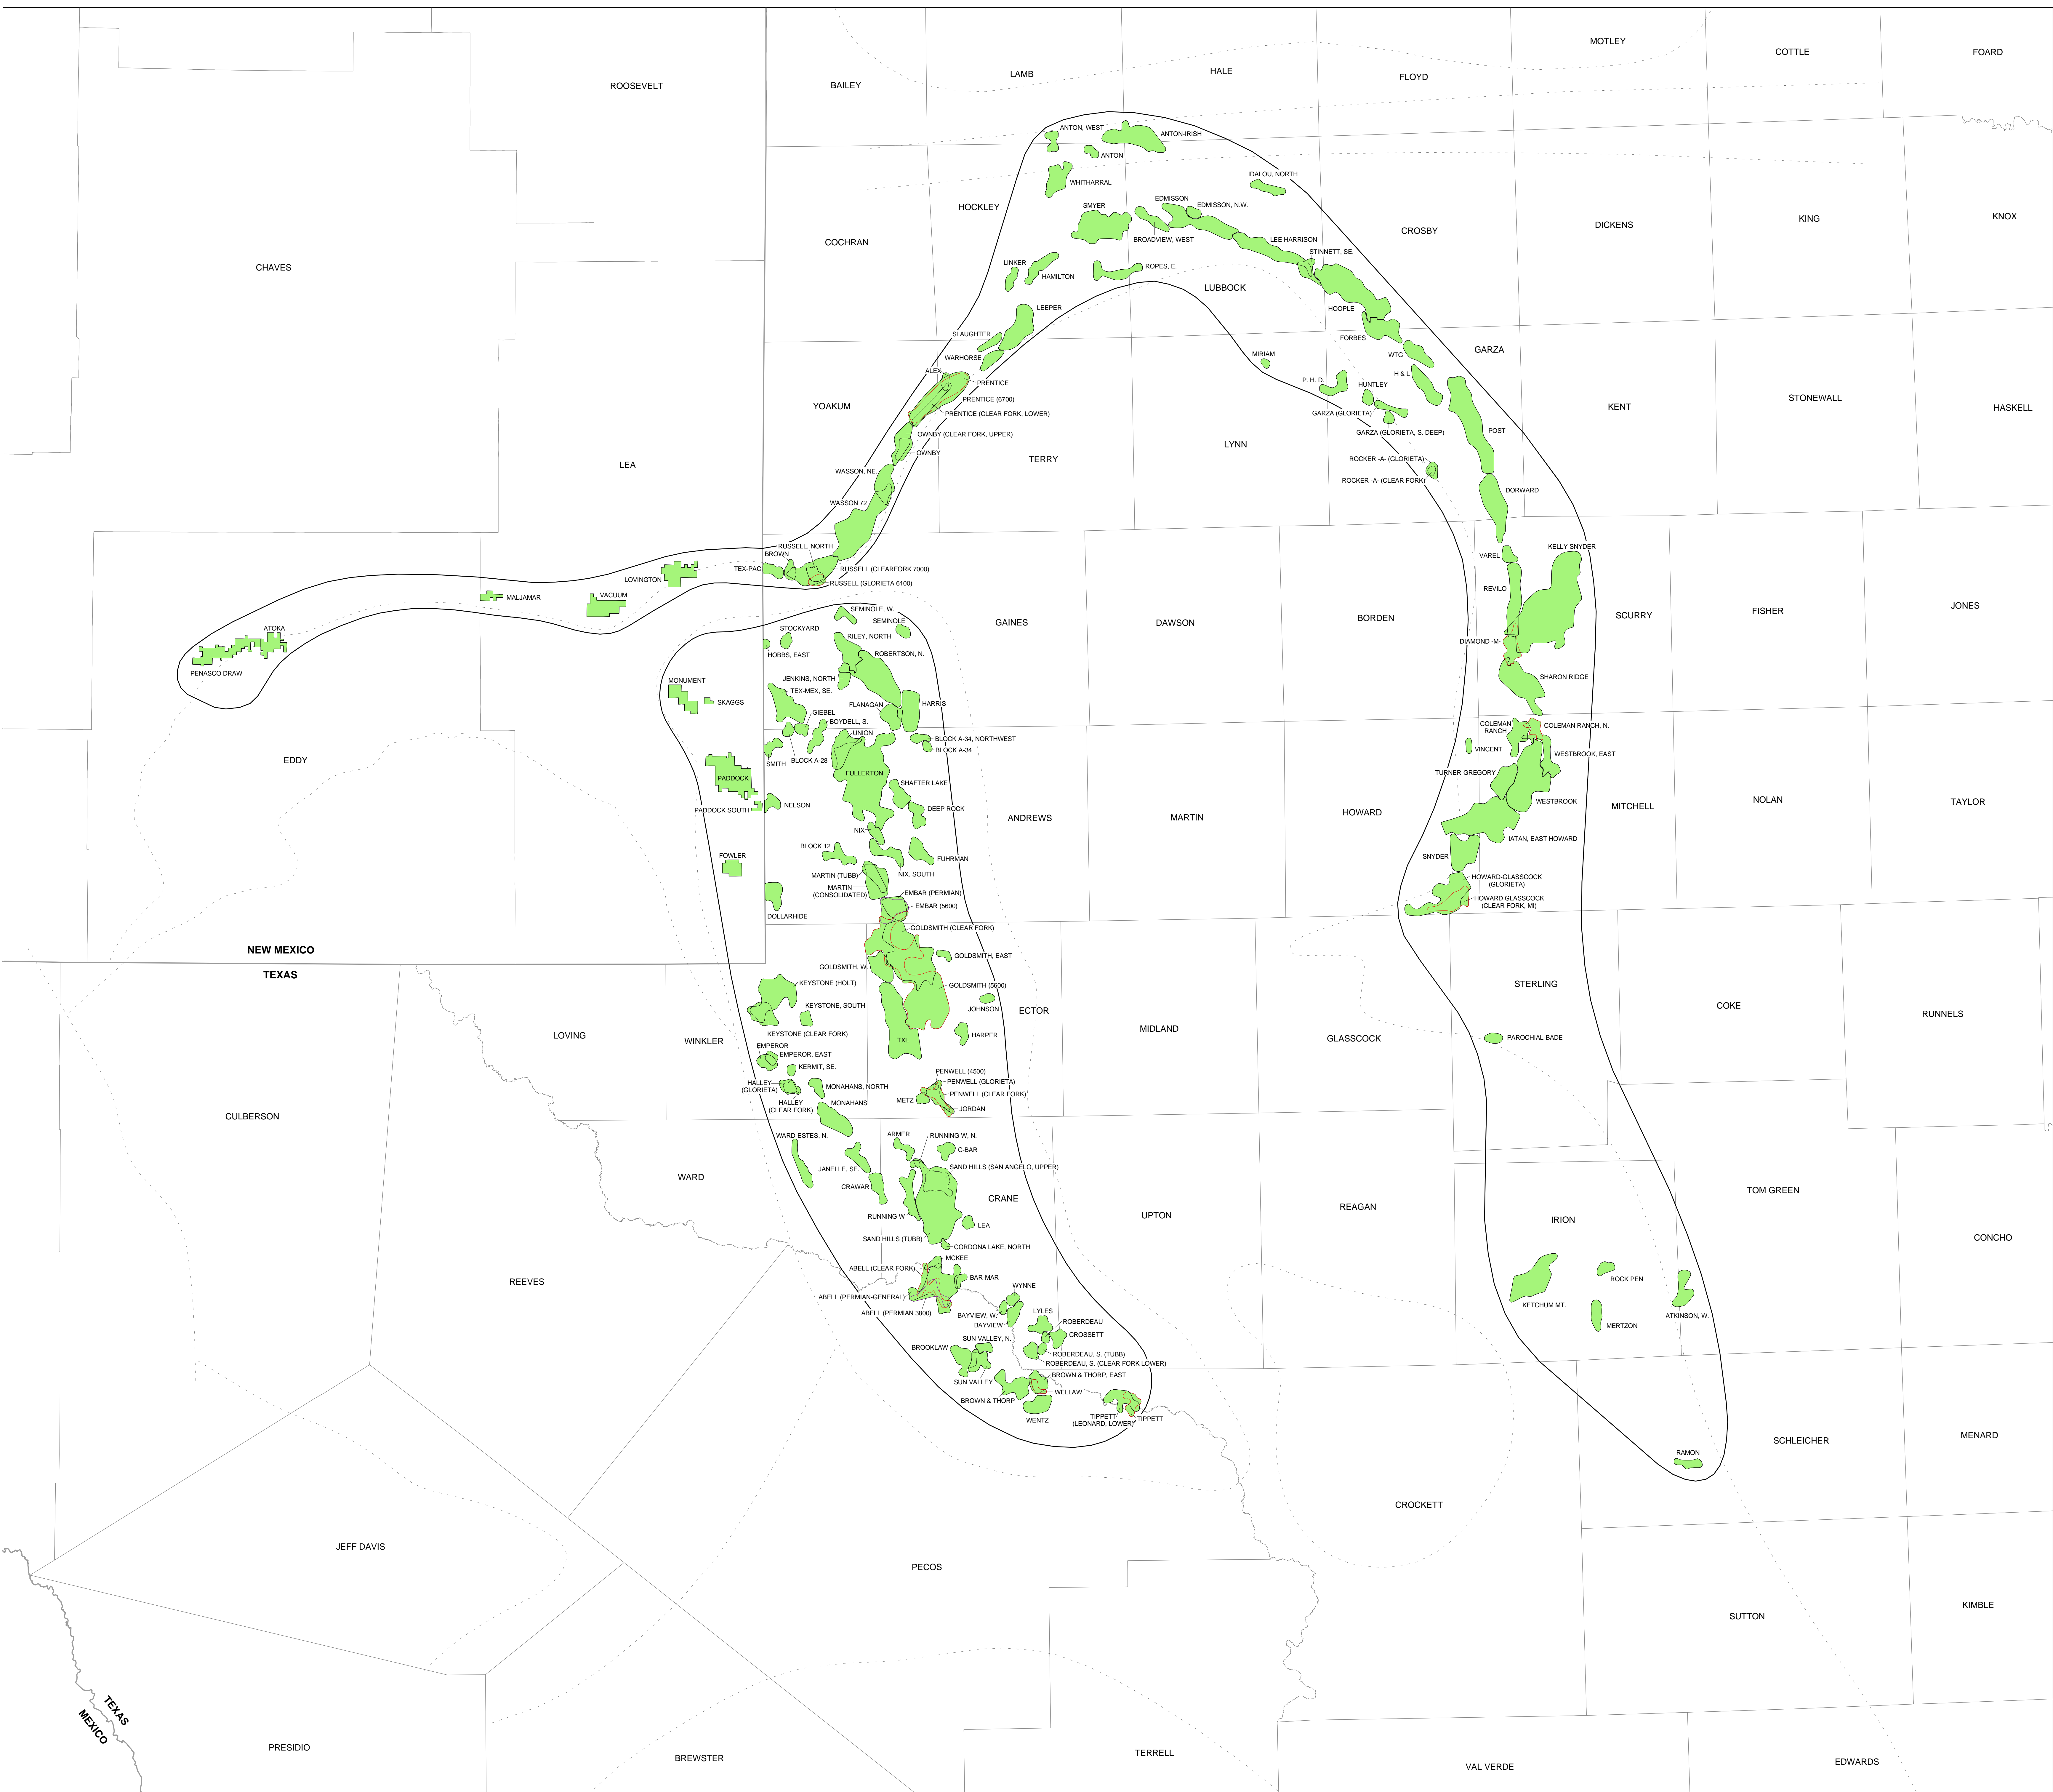 MOTLEY
COTTLE
FOARD
LAMB
HALE
FLOYD
ROOSEVELT
BAILEY
ANTON, WEST
ANTON-IRISH
ANTON
IDALOU, NORTH
WHITHARRAL
HOCKLEY
SMYER
EDMISSON
EDMISSON, N.W.
BROADVIEW, WEST
LEE HARRISON
STINNETT, SE.
CROSBY
DICKENS
KING
KNOX
COCHRAN
CHAVES
LINKER
HAMILTON
ROPES, E.
LUBBOCK
HOOPLE
LEEPER
SLAUGHTER
FORBES
WARHORSE
MIRIAM
WTG
GARZA
ALEX
PRENTICE
P. H. D.
HUNTLEY
H & L
PRENTICE (6700)
YOAKUM
PRENTICE (CLEAR FORK, LOWER)
GARZA (GLORIETA)
KENT
STONEWALL
HASKELL
OWNBY (CLEAR FORK, UPPER)
GARZA (GLORIETA, S. DEEP)
POST
LYNN
OWNBY
TERRY
LEA
WASSON, NE.
ROCKER -A- (GLORIETA)
ROCKER -A- (CLEAR FORK)
DORWARD
WASSON 72
RUSSELL, NORTH
BROWN
TEX-PAC
RUSSELL (CLEARFORK 7000)
RUSSELL (GLORIETA 6100)
LOVINGTON
VAREL
KELLY SNYDER
REVILO
MALJAMAR
VACUUM
SEMINOLE, W.
SEMINOLE
GAINES
DAWSON
BORDEN
SCURRY
FISHER
JONES
ATOKA
STOCKYARD
RILEY, NORTH
DIAMOND -M-
HOBBS, EAST
ROBERTSON, N.
PENASCO DRAW
JENKINS, NORTH
SHARON RIDGE
MONUMENT
SKAGGS
TEX-MEX, SE.
FLANAGAN
HARRIS
GIEBEL
BOYDELL, S.
COLEMAN
RANCH
COLEMAN RANCH, N.
UNION
BLOCK A-34, NORTHWEST
BLOCK A-34
VINCENT
WESTBROOK, EAST
EDDY
SMITH
BLOCK A-28
FULLERTON
PADDOCK
TURNER-GREGORY
SHAFTER LAKE
WESTBROOK
MITCHELL
NOLAN
TAYLOR
PADDOCK SOUTH
NELSON
DEEP ROCK
ANDREWS
MARTIN
HOWARD
NIX
IATAN, EAST HOWARD
BLOCK 12
FOWLER
FUHRMAN
SNYDER
MARTIN (TUBB)
NIX, SOUTH
MARTIN
(CONSOLIDATED)
EMBAR (PERMIAN)
HOWARD-GLASSCOCK
(GLORIETA)
EMBAR (5600)
HOWARD GLASSCOCK
(CLEAR FORK, MI)
DOLLARHIDE
GOLDSMITH (CLEAR FORK)
NEW MEXICO
TEXAS
GOLDSMITH, EAST
GOLDSMITH, W.
KEYSTONE (HOLT)
GOLDSMITH (5600)
STERLING
KEYSTONE, SOUTH
JOHNSON
ECTOR
COKE
RUNNELS
KEYSTONE (CLEAR FORK)
HARPER
MIDLAND
GLASSCOCK
PAROCHIAL-BADE
LOVING
WINKLER
TXL
EMPEROR
EMPEROR, EAST
KERMIT, SE.
PENWELL (4500)
HALLEY
(GLORIETA)
MONAHANS, NORTH
PENWELL (GLORIETA)
PENWELL (CLEAR FORK)
HALLEY
(CLEAR FORK)
MONAHANS
METZ
JORDAN
CULBERSON
WARD-ESTES, N.
ARMER
RUNNING W, N.
C-BAR
JANELLE, SE.
SAND HILLS (SAN ANGELO, UPPER)
WARD
CRAWAR
CRANE
TOM GREEN
RUNNING W
LEA
UPTON
REAGAN
IRION
SAND HILLS (TUBB)
CORDONA LAKE, NORTH
CONCHO
MCKEE
ABELL (CLEAR FORK)
BAR-MAR
REEVES
ROCK PEN
WYNNE
ABELL (PERMIAN-GENERAL)
ABELL (PERMIAN 3800)
KETCHUM MT.
BAYVIEW, W.
BAYVIEW
LYLES
MERTZON
ATKINSON, W.
ROBERDEAU
CROSSETT
SUN VALLEY, N.
BROOKLAW
ROBERDEAU, S. (TUBB)
ROBERDEAU, S. (CLEAR FORK LOWER)
SUN VALLEY
BROWN & THORP, EAST
WELLAW
BROWN & THORP
WENTZ
TIPPETT
(LEONARD, LOWER)
TIPPETT
RAMON
SCHLEICHER
MENARD
CROCKETT
JEFF DAVIS
PECOS
SUTTON
KIMBLE
TEXAS
MEXICO
PRESIDIO
BREWSTER
TERRELL
VAL VERDE
EDWARDS